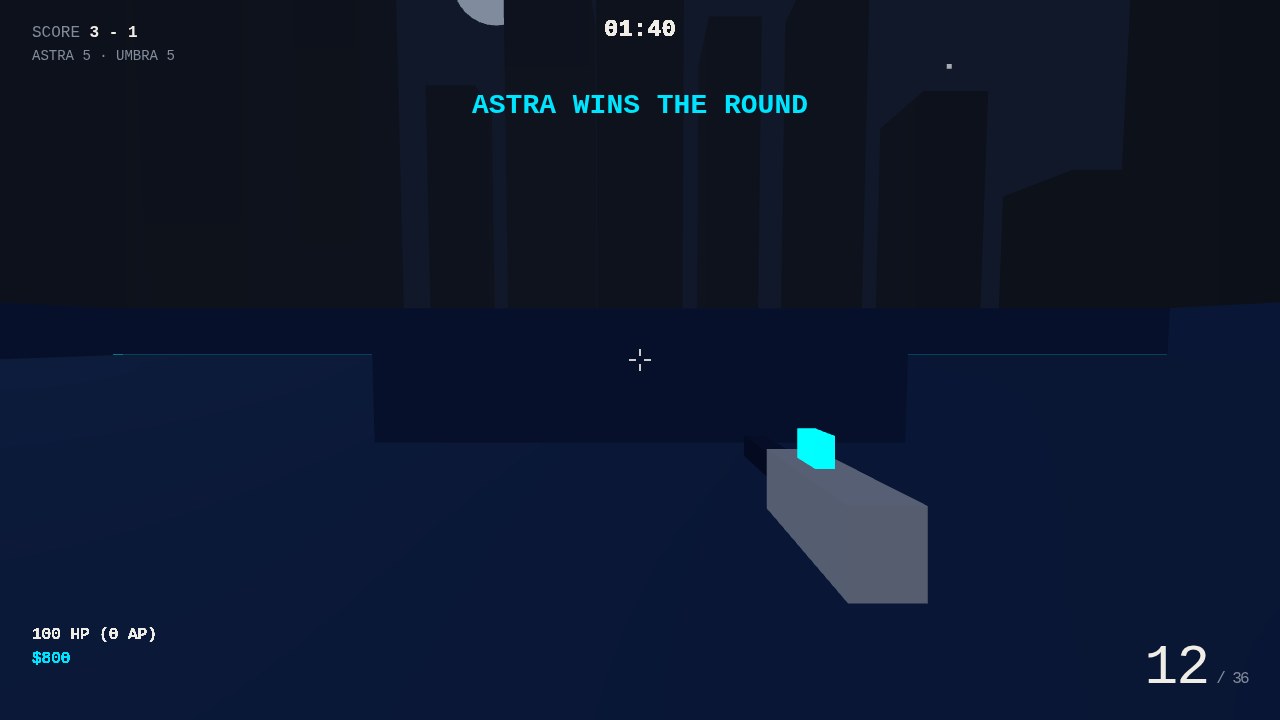 SCORE 3 - 1
01:40
ASTRA 5 · UMBRA 5
ASTRA WINS THE ROUND
100 HP (0 AP)
$800
12 / 36